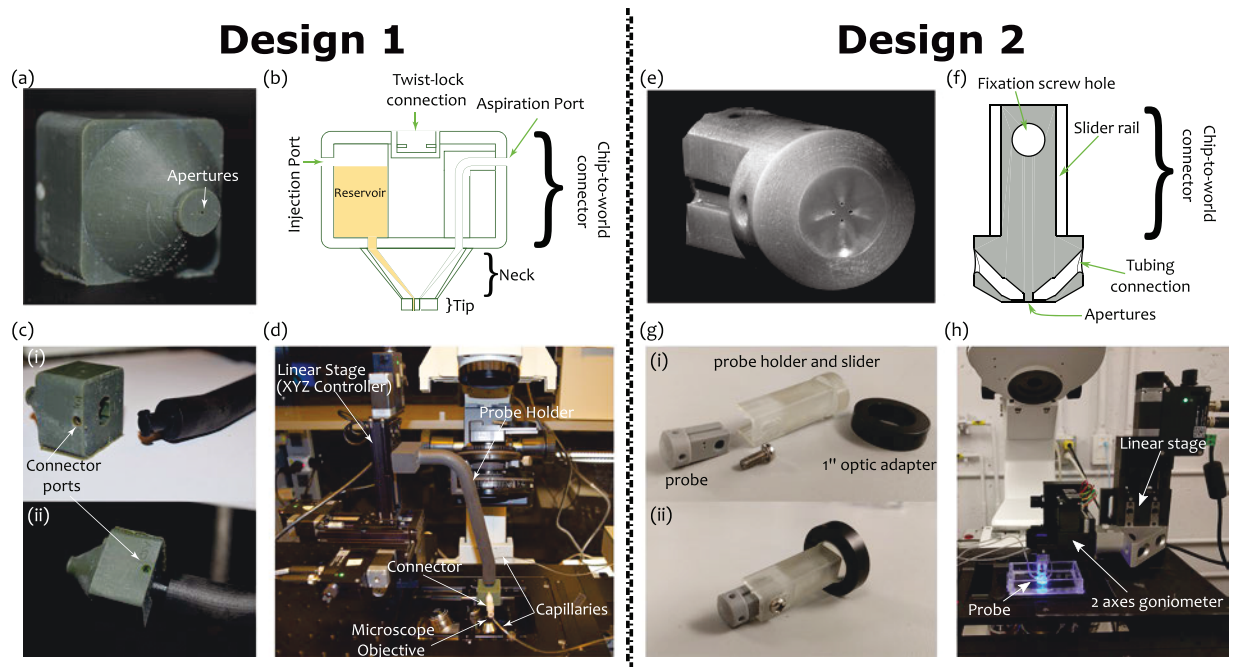 Design 1
(a)
Apertures
(b)
Twist-lock
connection
Aspiration Port
Injection Port
Reservoir
Chip-to-world
connector
Neck
Tip
(c)
(i)
Connector
ports
(ii)
(d)
Linear Stage
(XYZ Controller)
Probe Holder
Connector
Capillaries
Microscope
Objective
Design 2
(e)
(f)
Fixation screw hole
Slider rail
Chip-to-world
connector
Tubing
connection
Apertures
(g)
(i)
probe holder and slider
1" optic adapter
probe
(ii)
(h)
Linear stage
Probe
2 axes goniometer